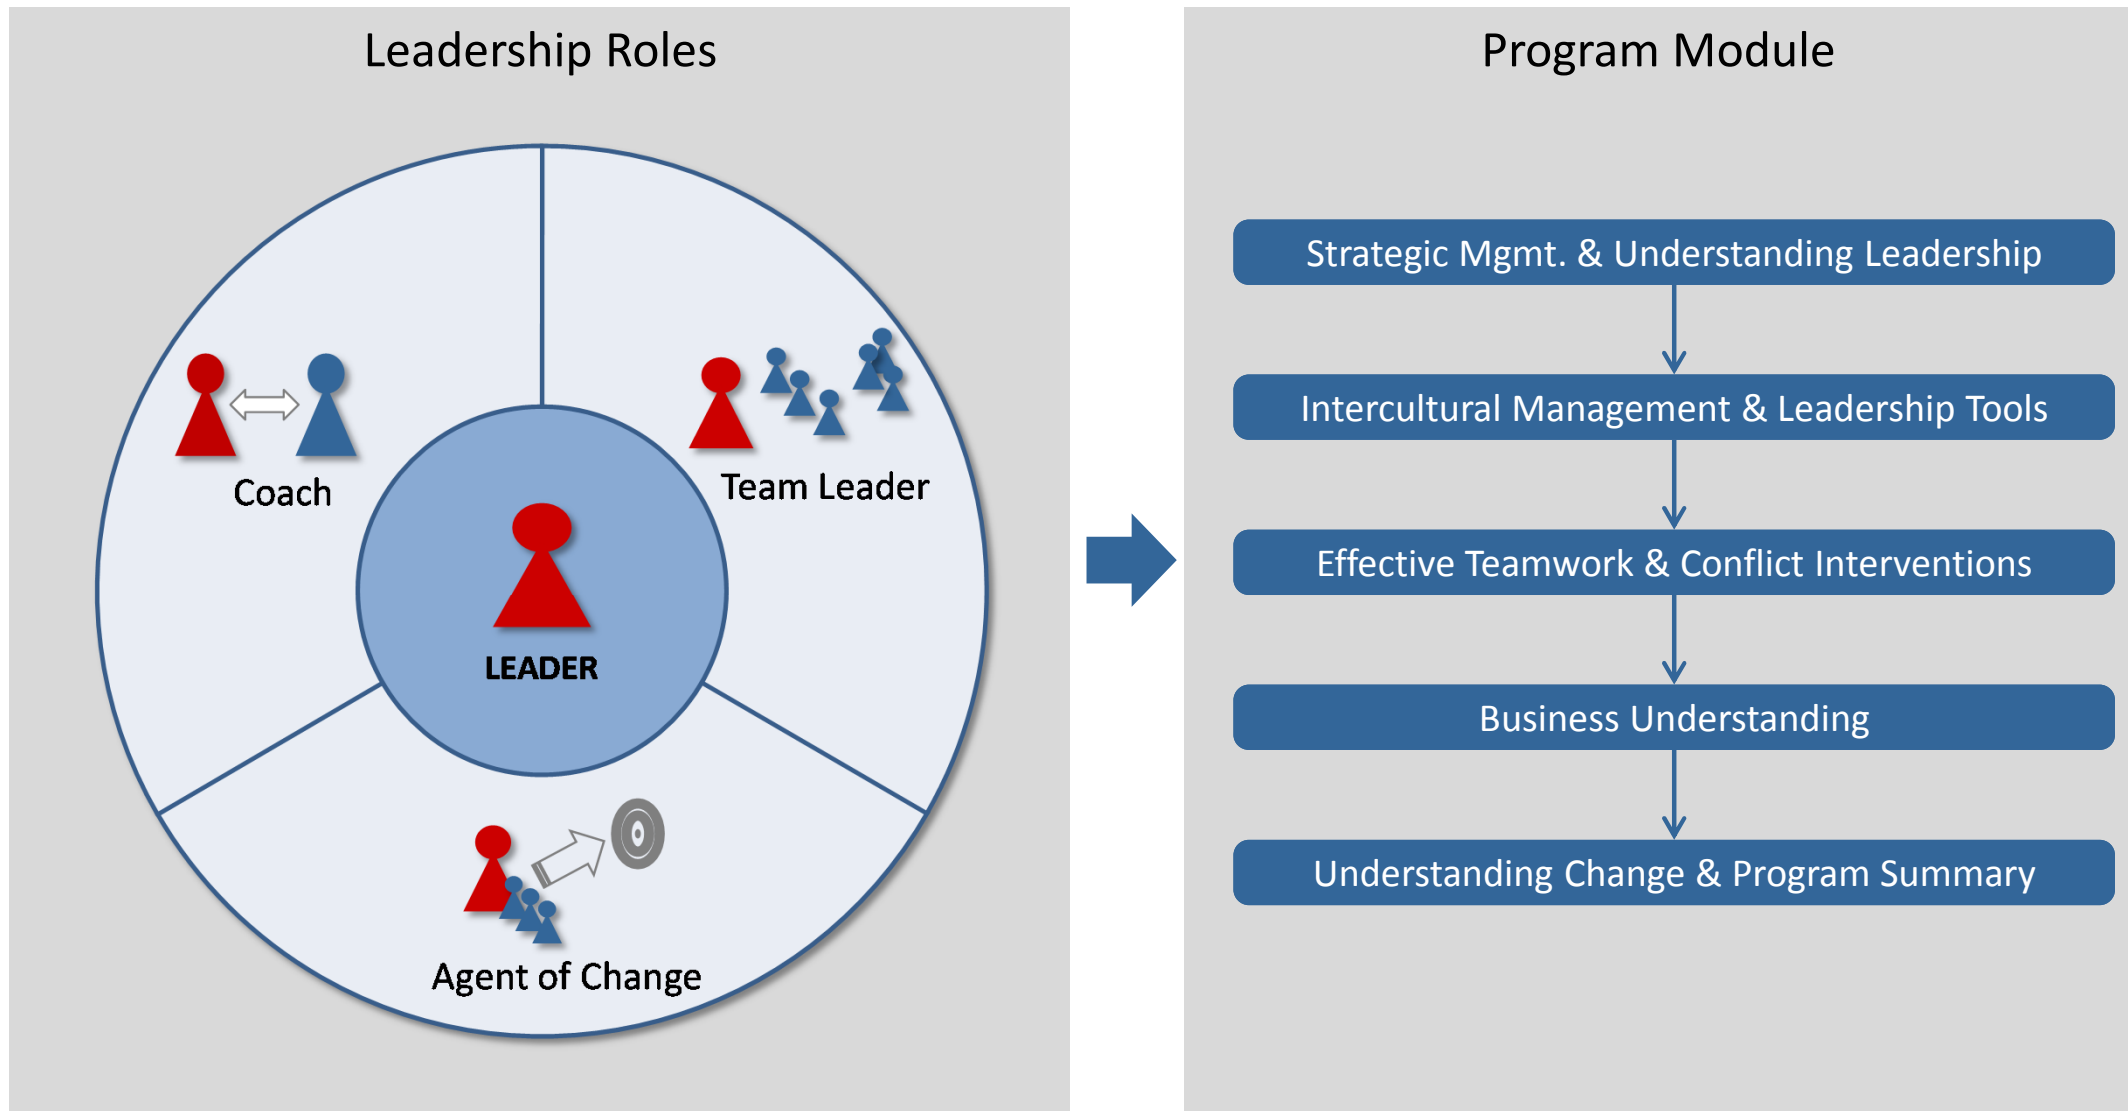 Leadership Roles
Coach
Team Leader
LEADER
Agent of Change
Program Module
Strategic Mgmt. & Understanding Leadership
Intercultural Management & Leadership Tools
Effective Teamwork & Conflict Interventions
Business Understanding
Understanding Change & Program Summary